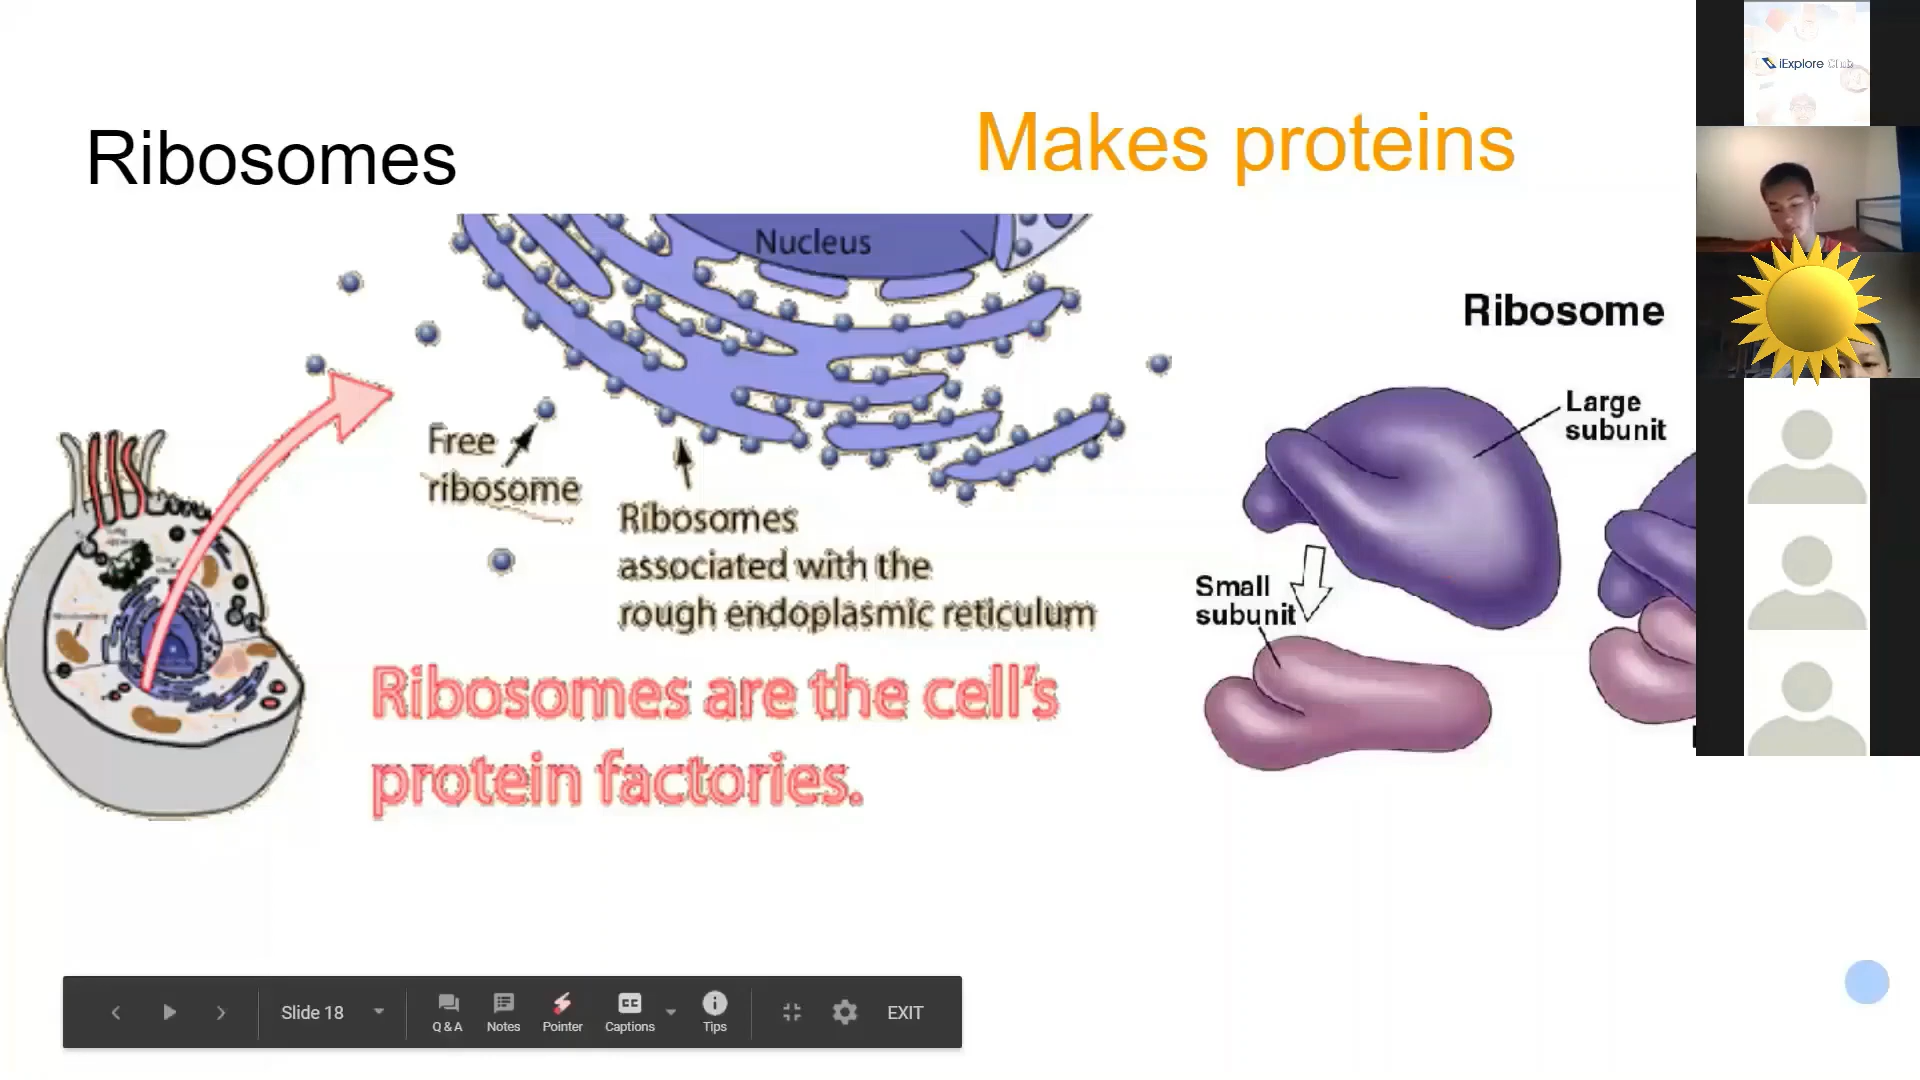 Ribosomes
Makes proteins
iExplore Club
Nucleus
Free
ribosome
Ribosomes
associated with the
rough endoplasmic reticulum
Ribosomes are the cell's
protein factories.
Ribosome
Large
subunit
Small
subunit
Slide 18
Q & A
Notes
Pointer
CC
Captions
Tips
EXIT